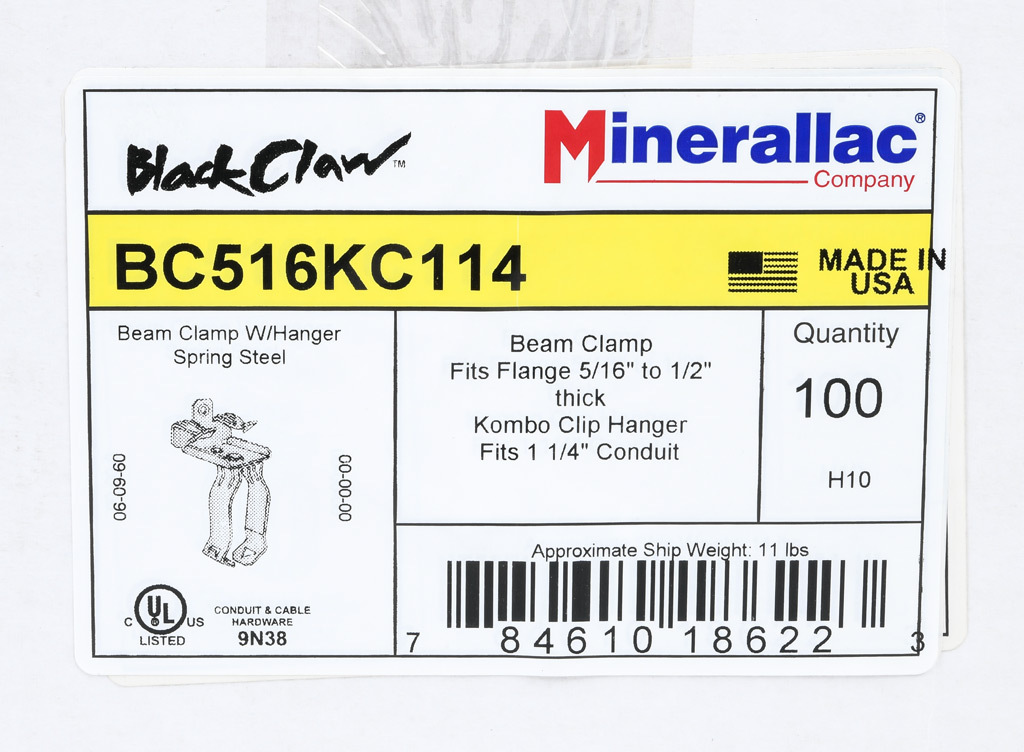 Black Claw™
Minerallac®
Company
BC516KC114
MADE IN
USA
Beam Clamp W/Hanger
Spring Steel
06-09-60
00-00-00
C UL® US
LISTED
CONDUIT & CABLE
HARDWARE
9N38
Beam Clamp
Fits Flange 5/16" to 1/2"
thick
Kombo Clip Hanger
Fits 1 1/4" Conduit
Quantity
100
H10
Approximate Ship Weight: 11 lbs
7 84610 18622 3